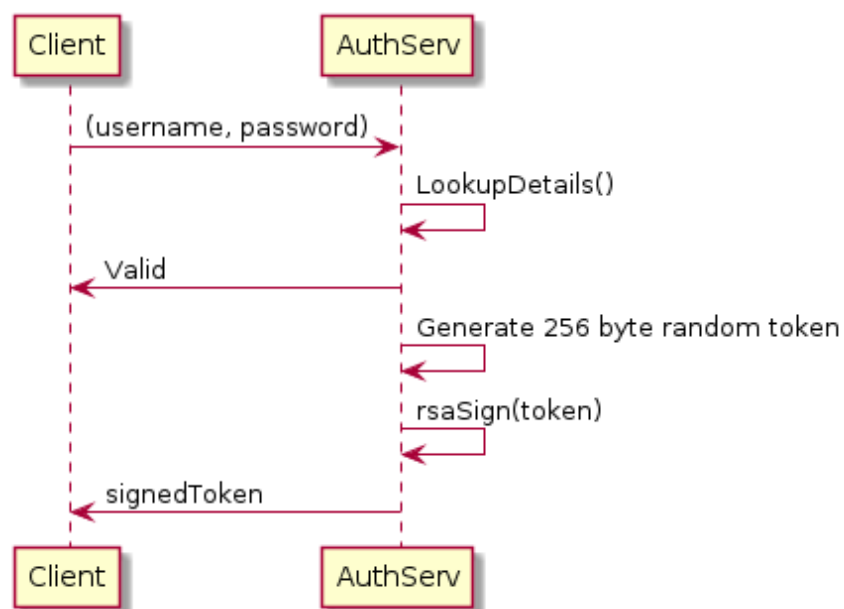 Client AuthServ
(username, password)
LookupDetails()
Valid
Generate 256 byte random token
rsaSign(token)
signedToken
Client AuthServ